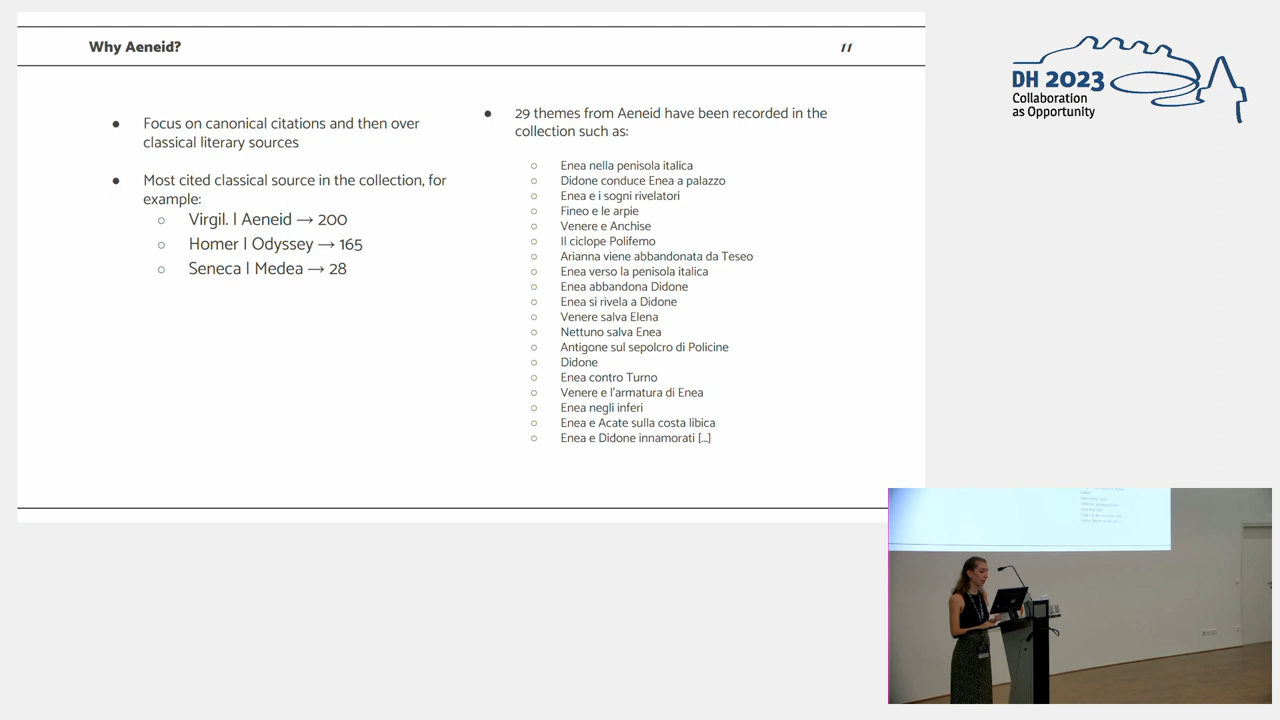 Why Aeneid?
11
Focus on canonical citations and then over
classical literary sources
Most cited classical source in the collection, for
example:
Virgil. | Aeneid → 200
Homer | Odyssey → 165
Seneca | Medea → 28
29 themes from Aeneid have been recorded in the
collection such as:
Enea nella penisola italica
Didone conduce Enea a palazzo
Enea e i sogni rivelatori
Fineo e le arpie
Venere e Anchise
Il ciclope Polifemo
Arianna viene abbandonata da Teseo
Enea verso la penisola italica
Enea abbandona Didone
Enea si rivela a Didone
Venere salva Elena
Nettuno salva Enea
Antigone sul sepolcro di Policine
Didone
Enea contro Turno
Venere e l'armatura di Enea
Enea negli inferi
Enea e Acate sulla costa libica
Enea e Didone innamorati [...]
DH 2023
Collaboration
as Opportunity